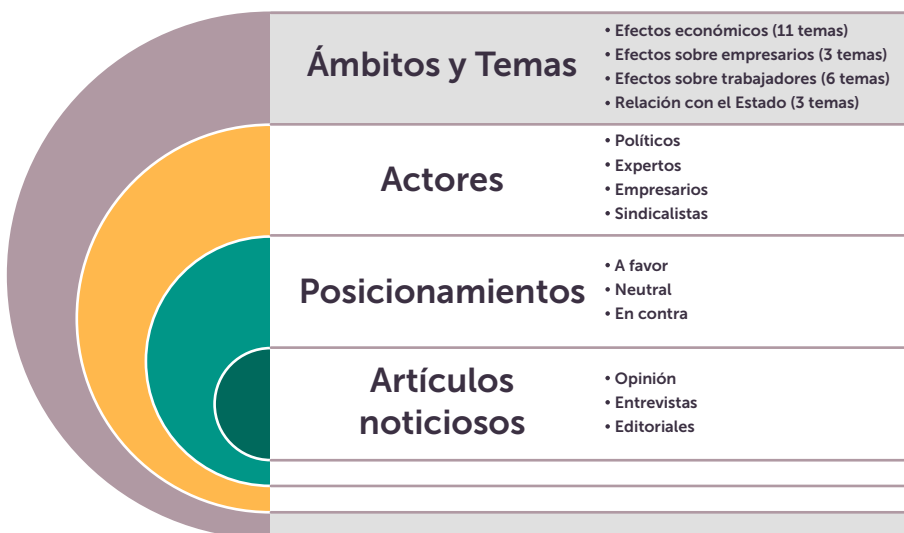 Ámbitos y Temas
• Efectos económicos (11 temas)
• Efectos sobre empresarios (3 temas)
• Efectos sobre trabajadores (6 temas)
• Relación con el Estado (3 temas)
Actores
• Políticos
• Expertos
• Empresarios
• Sindicalistas
Posicionamientos
• A favor
• Neutral
• En contra
Artículos
noticiosos
• Opinión
• Entrevistas
• Editoriales